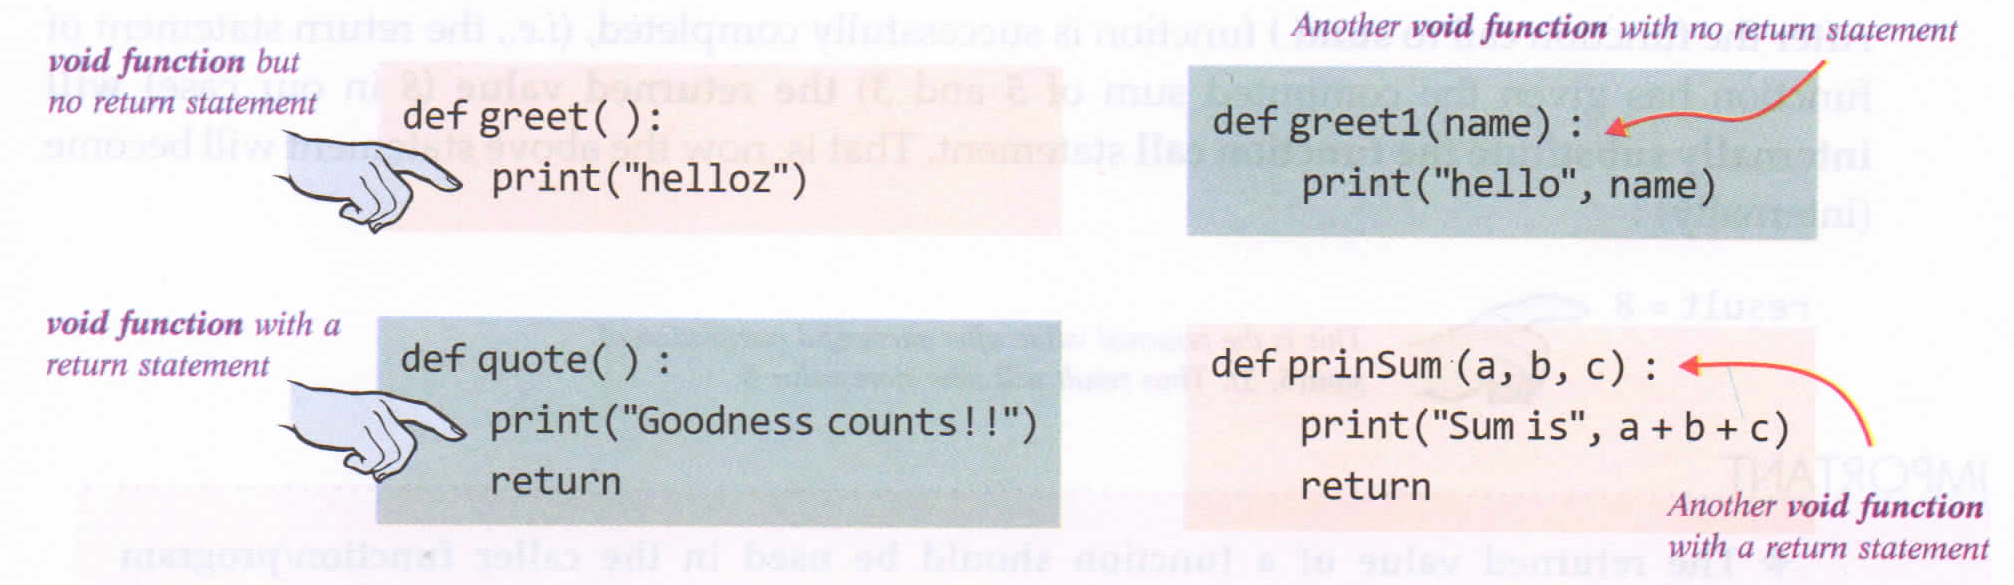 void function but
no return statement
def greet( ):
print("helloz")
Another void function with no return statement
def greet1(name) :
print("hello", name)
void function with a
return statement
def quote( ) :
print("Goodness counts!!")
return
def prinSum (a, b, c) :
print("Sum is", a + b + c)
return
Another void function
with a return statement